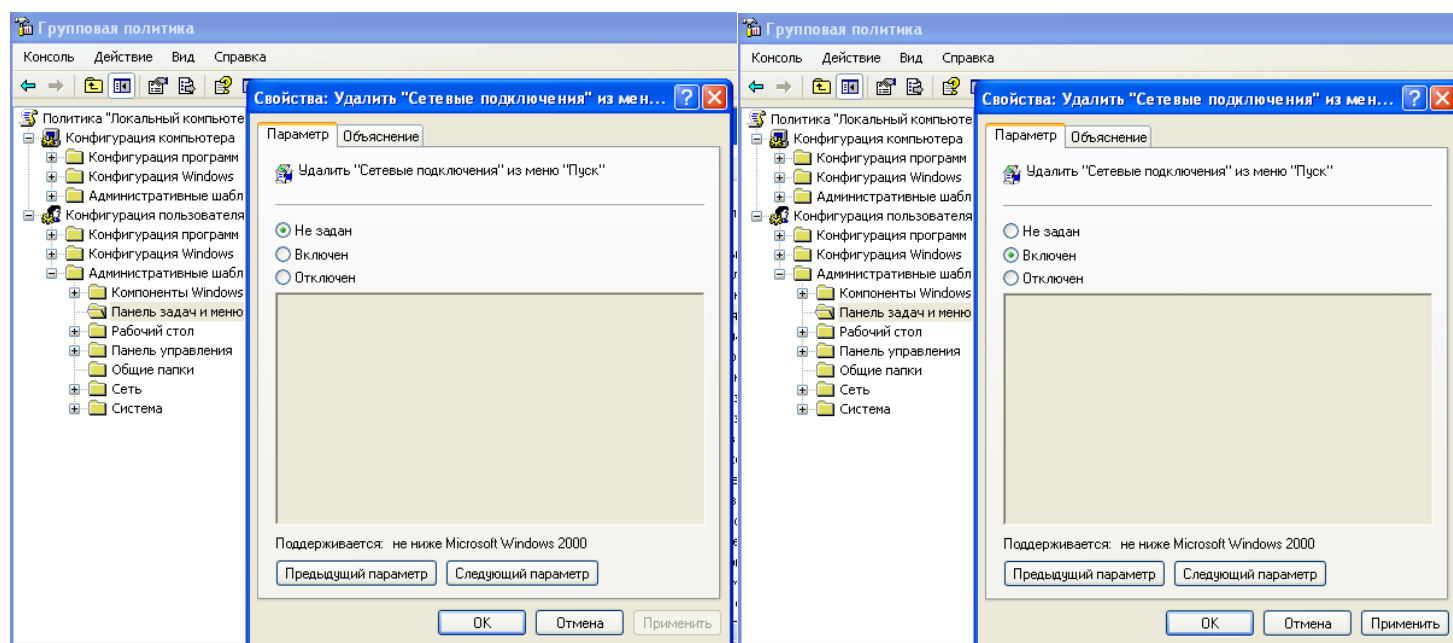 Групповая политика
Консоль Действие Вид Справка
Свойства: Удалить "Сетевые подключения" из мен...
Политика "Локальный компьюте
Конфигурация компьютера
Конфигурация программ
Конфигурация Windows
Административные шабл
Конфигурация пользователя
Конфигурация программ
Конфигурация Windows
Административные шабл
Компоненты Windows
Панель задач и меню
Рабочий стол
Панель управления
Общие папки
Сеть
Система
Параметр Объяснение
Удалить "Сетевые подключения" из меню "Пуск"
Не задан
Включен
Отключен
Поддерживается: не ниже Microsoft Windows 2000
Предыдущий параметр Следующий параметр
OK Отмена Применить
Групповая политика
Консоль Действие Вид Справка
Свойства: Удалить "Сетевые подключения" из мен...
Политика "Локальный компьюте
Конфигурация компьютера
Конфигурация программ
Конфигурация Windows
Административные шабл
Конфигурация пользователя
Конфигурация программ
Конфигурация Windows
Административные шабл
Компоненты Windows
Панель задач и меню
Рабочий стол
Панель управления
Общие папки
Сеть
Система
Параметр Объяснение
Удалить "Сетевые подключения" из меню "Пуск"
Не задан
Включен
Отключен
Поддерживается: не ниже Microsoft Windows 2000
Предыдущий параметр Следующий параметр
OK Отмена Применить